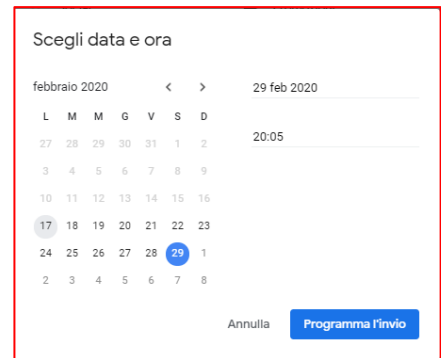 Scegli data e ora
febbraio 2020 < >
L M M G V S D
27 28 29 30 31 1 2
3 4 5 6 7 8 9
10 11 12 13 14 15 16
17 18 19 20 21 22 23
24 25 26 27 28 29 1
2 3 4 5 6 7 8
29 feb 2020
20:05
Annulla Programma l'invio